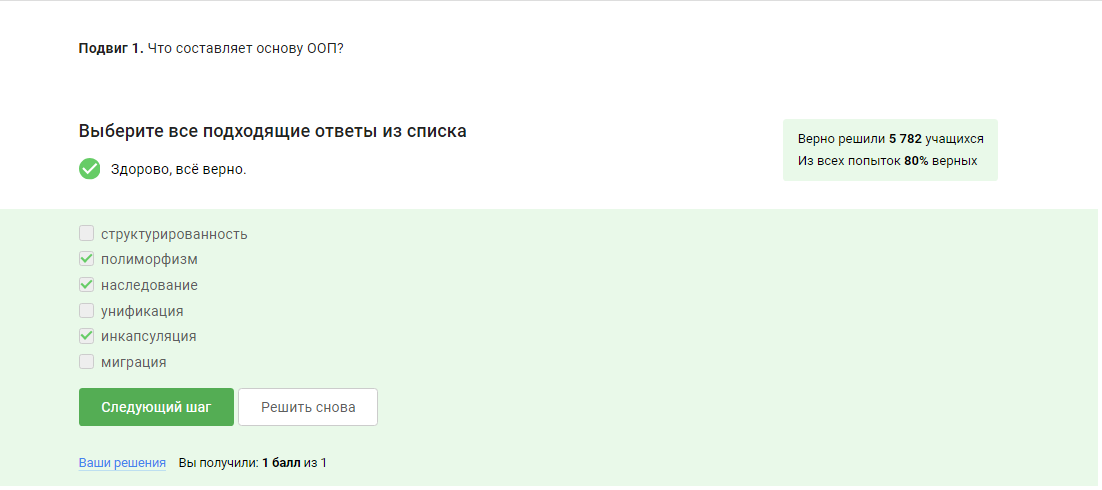 Подвиг 1. Что составляет основу ООП?
Выберите все подходящие ответы из списка
Верно решили 5 782 учащихся
Из всех попыток 80% верных
Здорово, всё верно.
структурированность
полиморфизм
наследование
унификация
инкапсуляция
миграция
Следующий шаг
Решить снова
Ваши решения Вы получили: 1 балл из 1